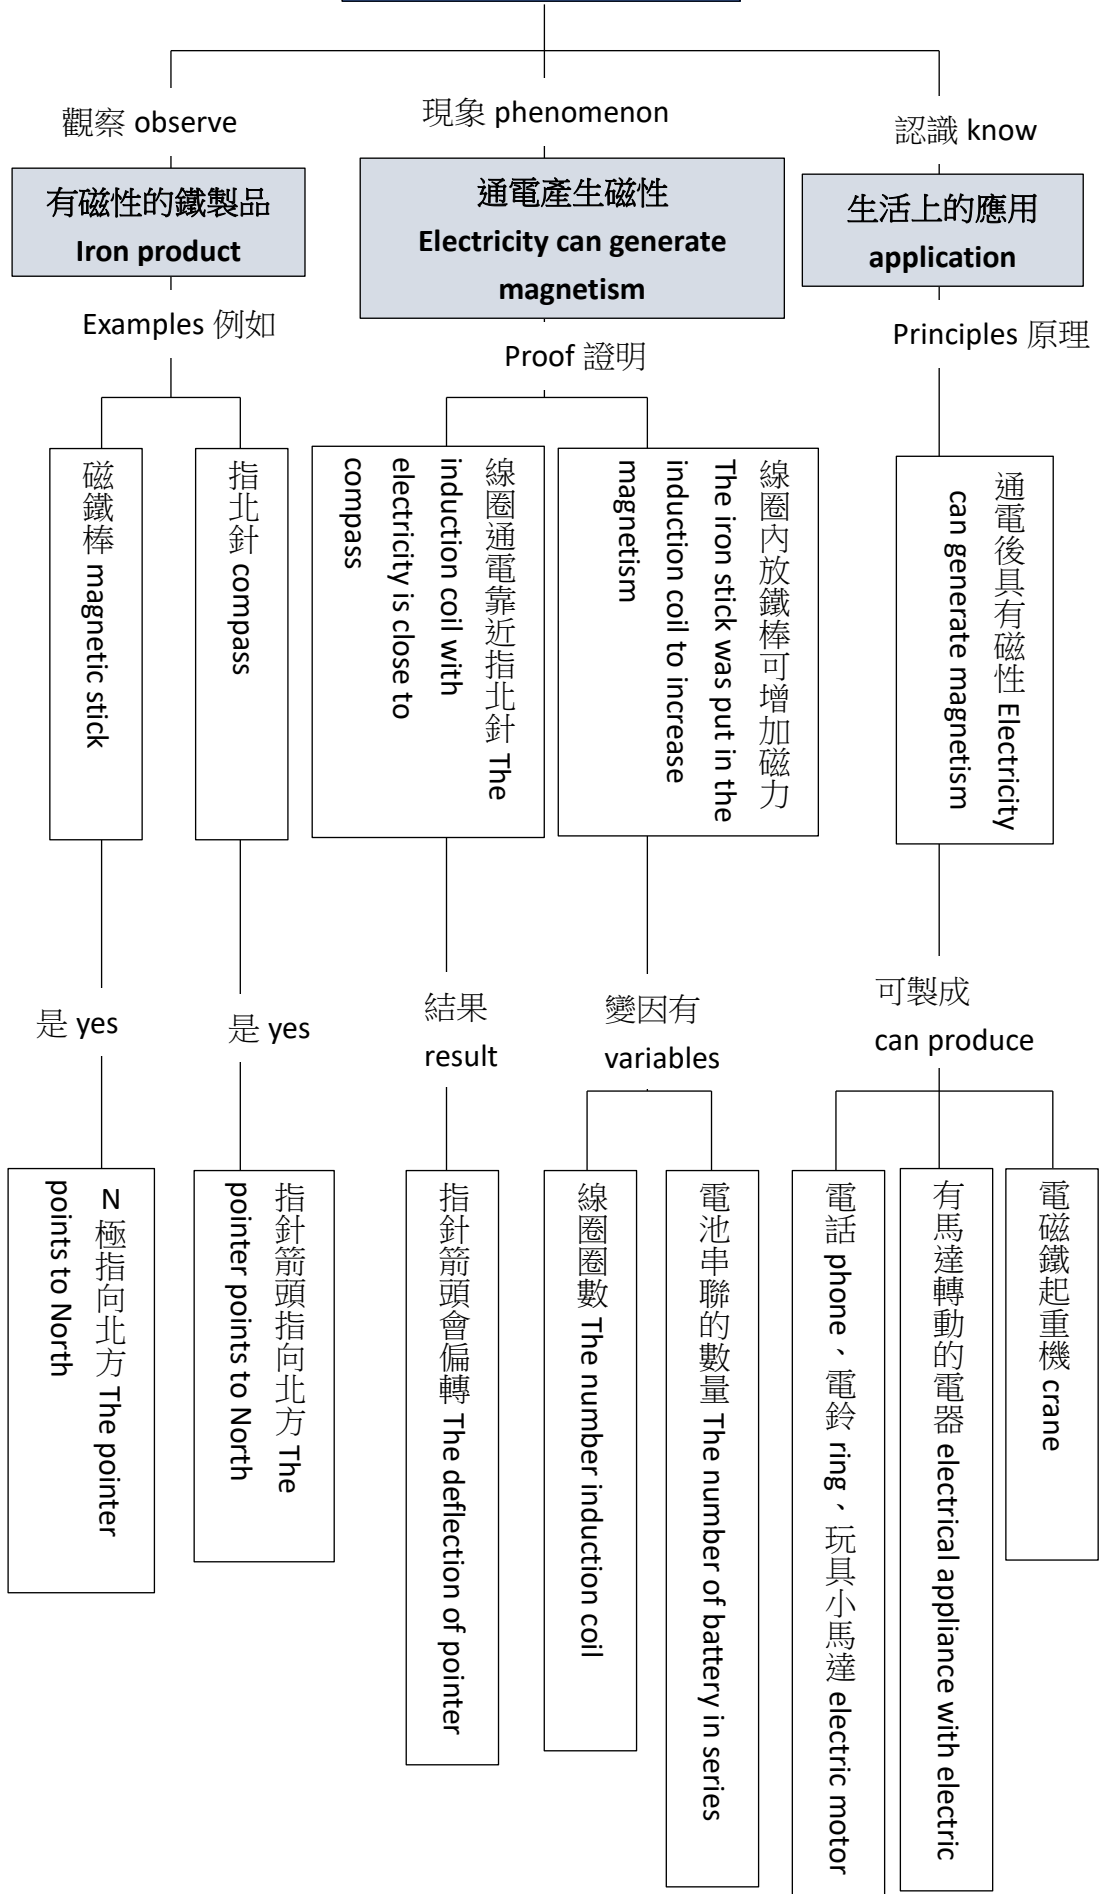 觀察 observe
現象 phenomenon
認識 know
有磁性的鐵製品
Iron product
通電產生磁性
Electricity can generate
magnetism
生活上的應用
application
Examples 例如
Proof 證明
Principles 原理
磁鐵棒 magnetic stick
指北針 compass
線圈通電靠近指北針 The
induction coil with
electricity is close to
compass
線圈內放鐵棒可增加磁力
The iron stick was put in the
induction coil to increase
magnetism
通電後具有磁性 Electricity
can generate magnetism
是 yes
是 yes
結果
result
變因有
variables
可製成
can produce
N 極指向北方 The pointer
points to North
指針箭頭指向北方 The
pointer points to North
指針箭頭會偏轉 The deflection of pointer
線圈圈數 The number induction coil
電池串聯的數量 The number of battery in series
電話 phone、電鈴 ring、玩具小馬達 electric motor
有馬達轉動的電器 electrical appliance with electric
電磁鐵起重機 crane